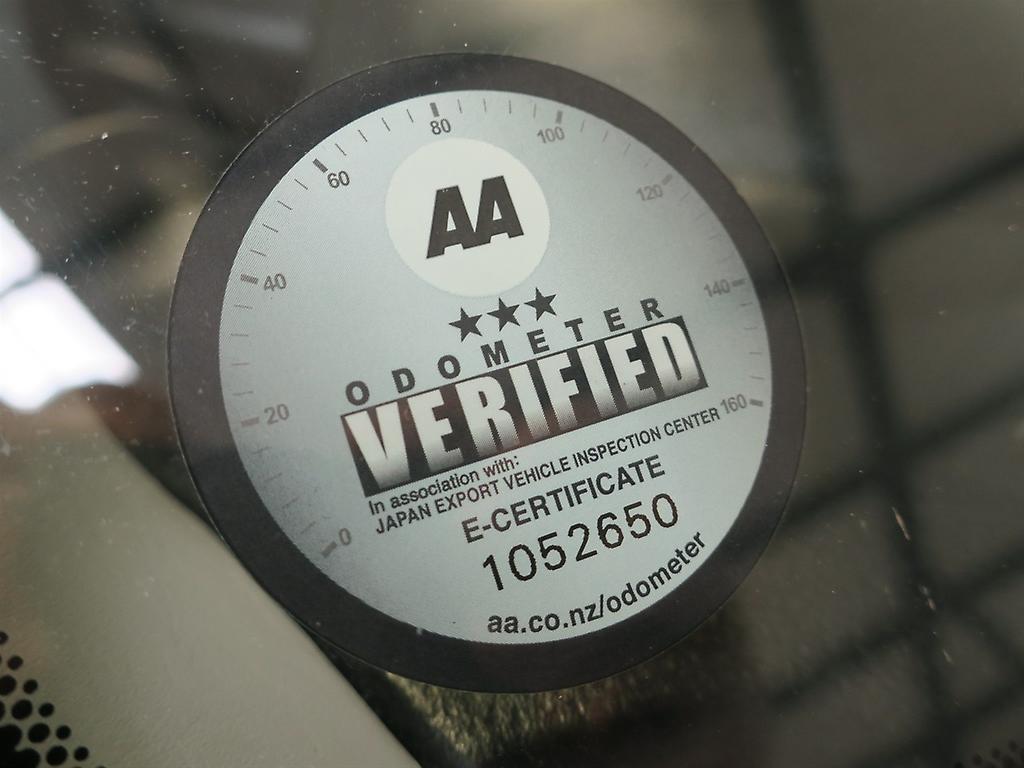 80
100
60
120
AA
40
140
ODOMETER
VERIFIED
20
160
In association with:
JAPAN EXPORT VEHICLE INSPECTION CENTER
0
E-CERTIFICATE
1052650
aa.co.nz/odometer